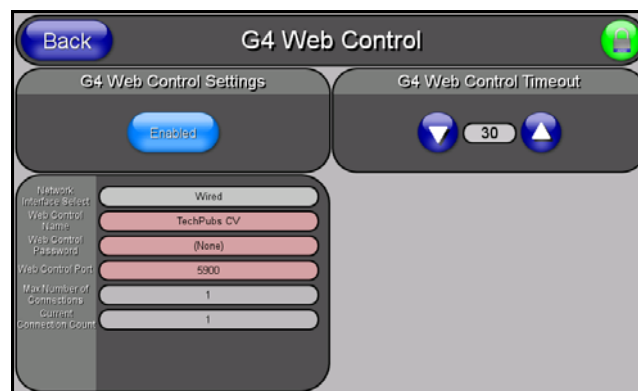 Back
G4 Web Control
G4 Web Control Settings
Enabled
G4 Web Control Timeout
30
Network
Interface Select
Wired
Web Control
Name
TechPubs CV
Web Control
Password
(None)
Web Control Port
5900
Max Number of
Connections
1
Current
Connection Count
1